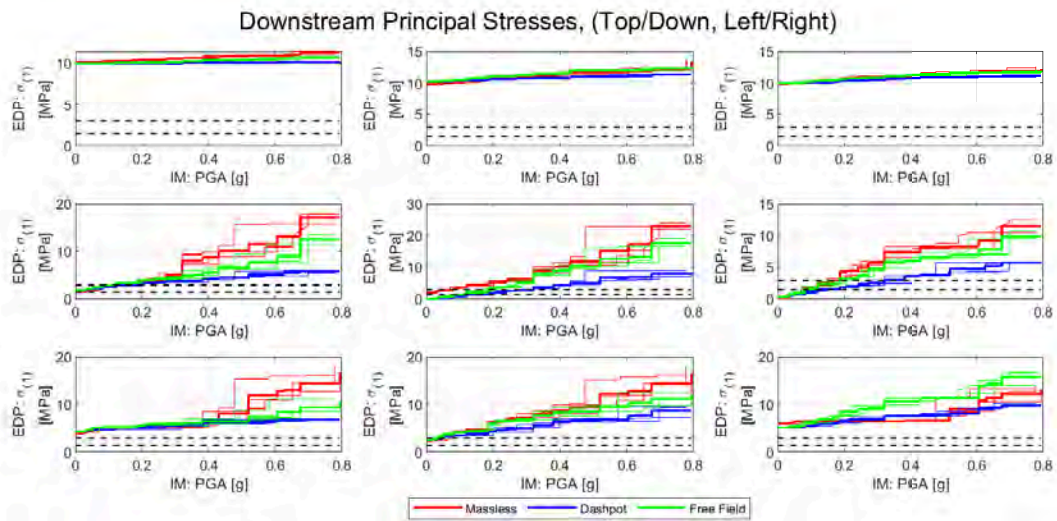 Downstream Principal Stresses, (Top/Down, Left/Right)
EDP: σ(1)
[MPa]
10
5
0
0 0.2 0.4 0.6 0.8
IM: PGA [g]
EDP: σ(1)
[MPa]
15
10
5
0
0 0.2 0.4 0.6 0.8
IM: PGA [g]
EDP: σ(1)
[MPa]
15
10
5
0
0 0.2 0.4 0.6 0.8
IM: PGA [g]
EDP: σ(1)
[MPa]
20
10
0
0 0.2 0.4 0.6 0.8
IM: PGA [g]
EDP: σ(1)
[MPa]
30
20
10
0
0 0.2 0.4 0.6 0.8
IM: PGA [g]
EDP: σ(1)
[MPa]
15
10
5
0
0 0.2 0.4 0.6 0.8
IM: PGA [g]
EDP: σ(1)
[MPa]
20
10
0
0 0.2 0.4 0.6 0.8
IM: PGA [g]
EDP: σ(1)
[MPa]
20
10
0
0 0.2 0.4 0.6 0.8
IM: PGA [g]
EDP: σ(1)
[MPa]
20
10
0
0 0.2 0.4 0.6 0.8
IM: PGA [g]
Massless Dashpot Free Field